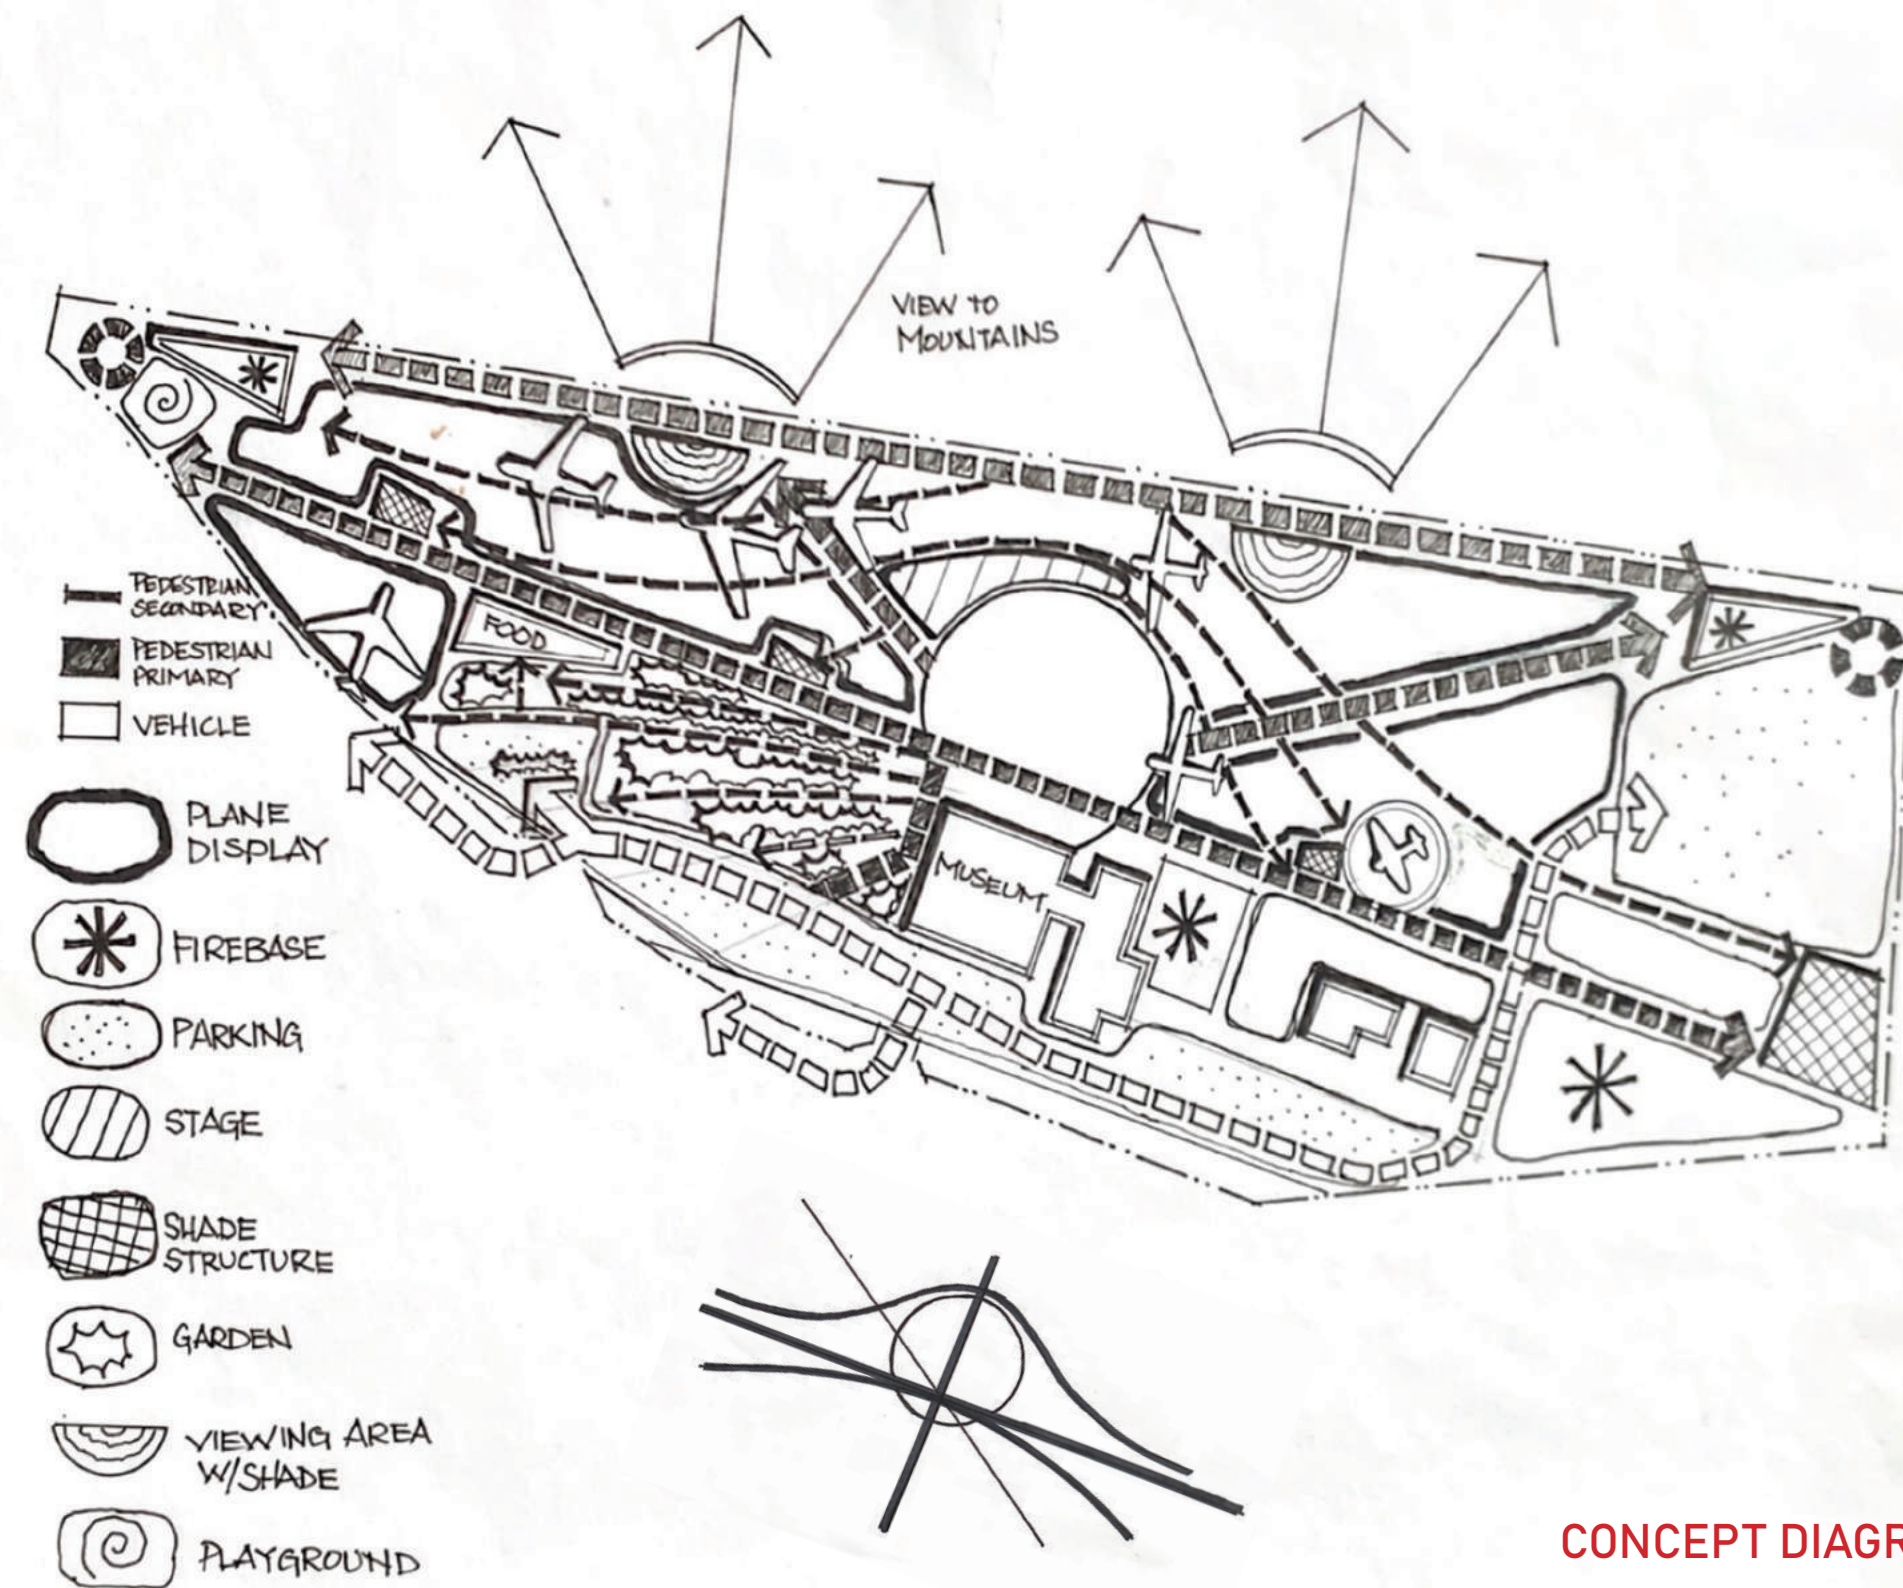 VIEW TO
MOUNTAINS
PEDESTRIAN
SECONDARY
PEDESTRIAN
PRIMARY
VEHICLE
FOOD
PLANE
DISPLAY
MUSEUM
FIREBASE
PARKING
STAGE
SHADE
STRUCTURE
GARDEN
VIEWING AREA
W/SHADE
PLAYGROUND
CONCEPT DIAGR